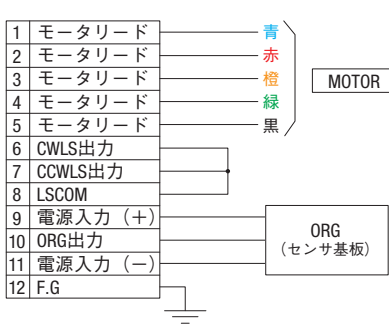 1 モータリード 青
2 モータリード 赤
3 モータリード 橙
4 モータリード 緑
5 モータリード 黒
MOTOR
6 CWLS出力
7 CCWLS出力
8 LSCOM
9 電源入力（+）
10 ORG出力
11 電源入力（−）
12 F.G
ORG
（センサ基板）